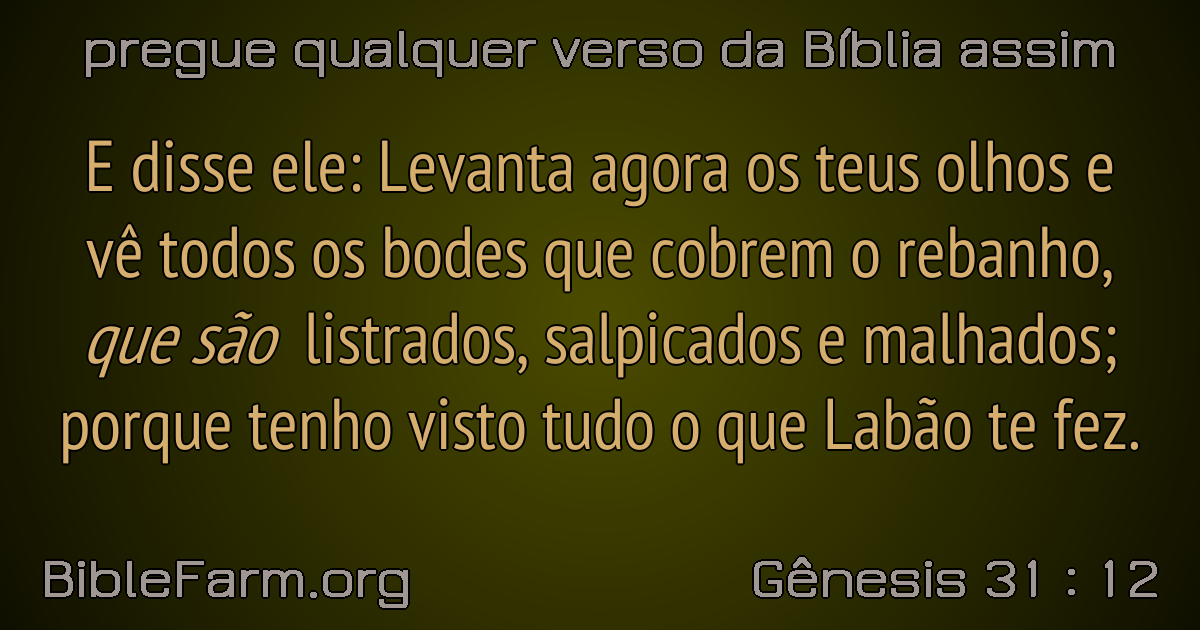 pregue qualquer verso da Bíblia assim
E disse ele: Levanta agora os teus olhos e
vê todos os bodes que cobrem o rebanho,
que são listrados, salpicados e malhados;
porque tenho visto tudo o que Labão te fez.
BibleFarm.org
Gênesis 31 : 12